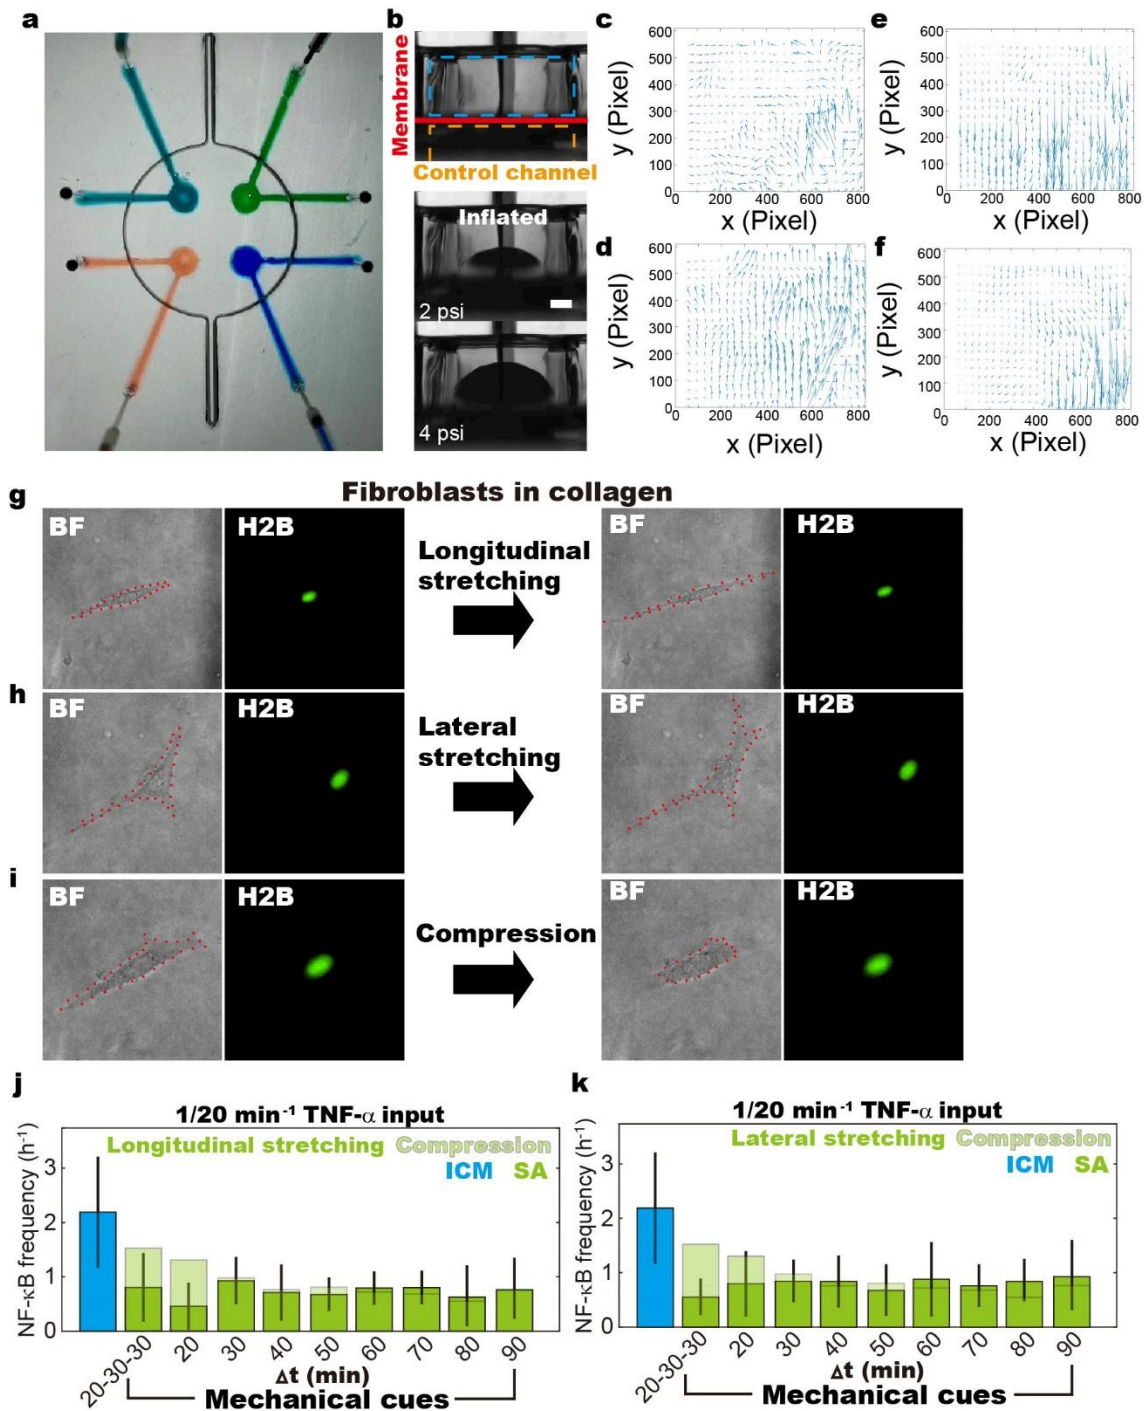 a
b
Membrane
Control channel
Inflated
2 psi
4 psi
c
y (Pixel)
600
500
400
300
200
100
0
0 200 400 600 800
x (Pixel)
e
y (Pixel)
600
500
400
300
200
100
0
0 100 200 300 400 500 600 700 800
x (Pixel)
d
y (Pixel)
600
500
400
300
200
100
0
0 200 400 600 800
x (Pixel)
f
y (Pixel)
600
500
400
300
200
100
0
0 100 200 300 400 500 600 700 800
x (Pixel)
Fibroblasts in collagen
g
BF
H2B
Longitudinal
stretching
BF
H2B
h
BF
H2B
Lateral
stretching
BF
H2B
i
BF
H2B
Compression
BF
H2B
j
1/20 min⁻¹ TNF-α input
Longitudinal stretching Compression
ICM SA
NF-κB frequency (h⁻¹)
3
2
1
0
20-30-30 20 30 40 50 60 70 80 90
Δt (min)
Mechanical cues
k
1/20 min⁻¹ TNF-α input
Lateral stretching Compression
ICM SA
NF-κB frequency (h⁻¹)
3
2
1
0
20-30-30 20 30 40 50 60 70 80 90
Δt (min)
Mechanical cues